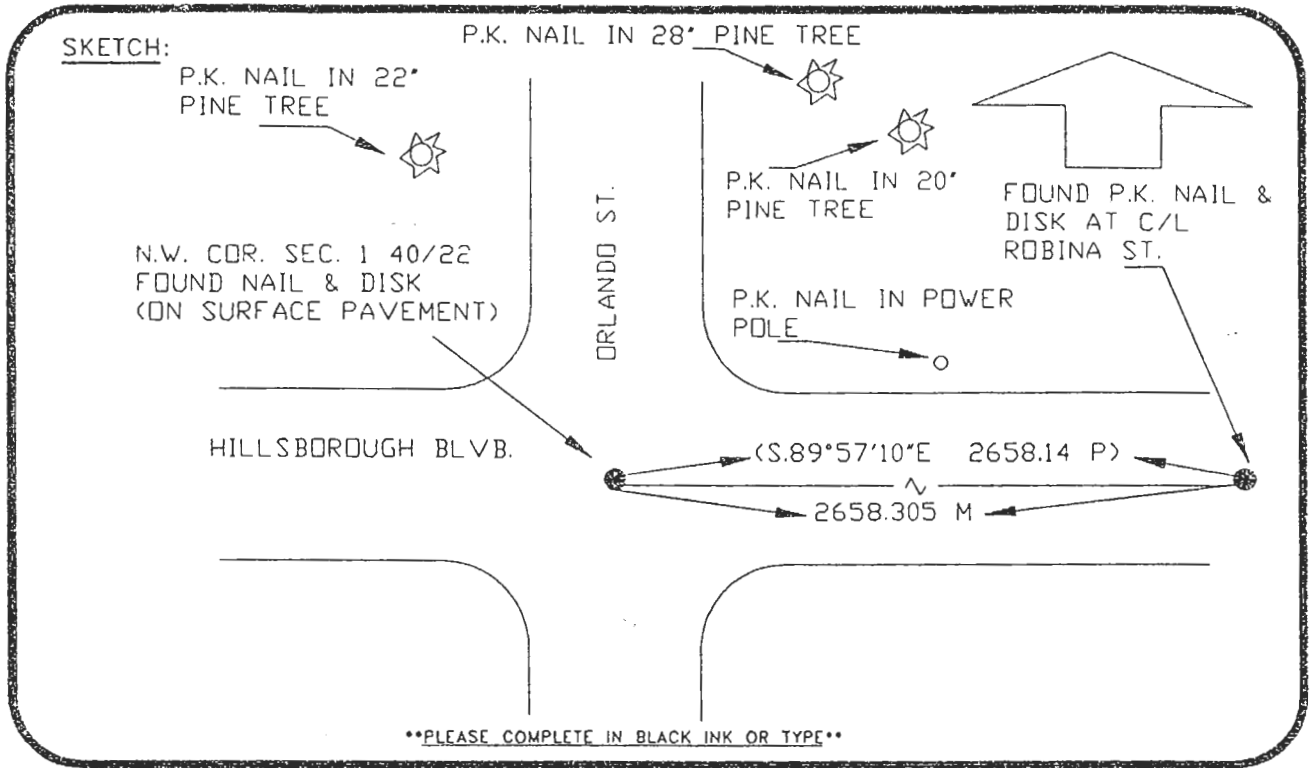 SKETCH:
P.K. NAIL IN 28" PINE TREE
P.K. NAIL IN 22"
PINE TREE
P.K. NAIL IN 20"
PINE TREE
FOUND P.K. NAIL &
DISK AT C/L
ROBINA ST.
ORLANDO ST.
N.W. COR. SEC. 1 40/22
FOUND NAIL & DISK
(ON SURFACE PAVEMENT)
P.K. NAIL IN POWER
POLE
HILLSBOROUGH BLVB.
(S.89°57'10"E 2658.14 P)
2658.305 M
**PLEASE COMPLETE IN BLACK INK OR TYPE**